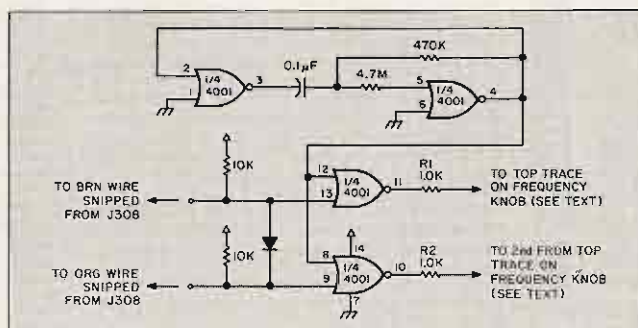 470K
0.1µF
4.7M
2
1/4
4001
3
1
5
1/4
4001
4
6
10K
TO BRN WIRE
SNIPPED
FROM J308
12
1/4
4001
13
11
R1
1.0K
TO TOP TRACE
ON FREQUENCY
KNOB (SEE TEXT)
10K
TO ORG WIRE
SNIPPED
FROM J308
8
14
1/4
4001
9
7
10
R2
1.0K
TO 2nd FROM TOP
TRACE ON
FREQUENCY KNOB
(SEE TEXT)